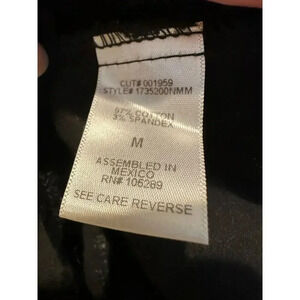 CUT# 001959
STYLE# 1735200NMM
97% COTTON
3% SPANDEX
M
ASSEMBLED IN
MEXICO
RN# 106289
SEE CARE REVERSE